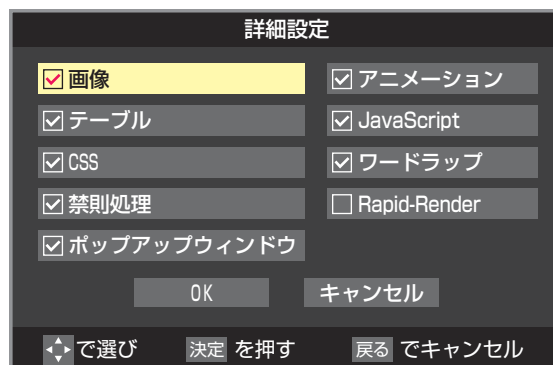 詳細設定
画像 アニメーション
テーブル JavaScript
CSS ワードラップ
禁則処理 Rapid-Render
ポップアップウィンドウ
OK キャンセル
で選び 決定 を押す 戻る でキャンセル